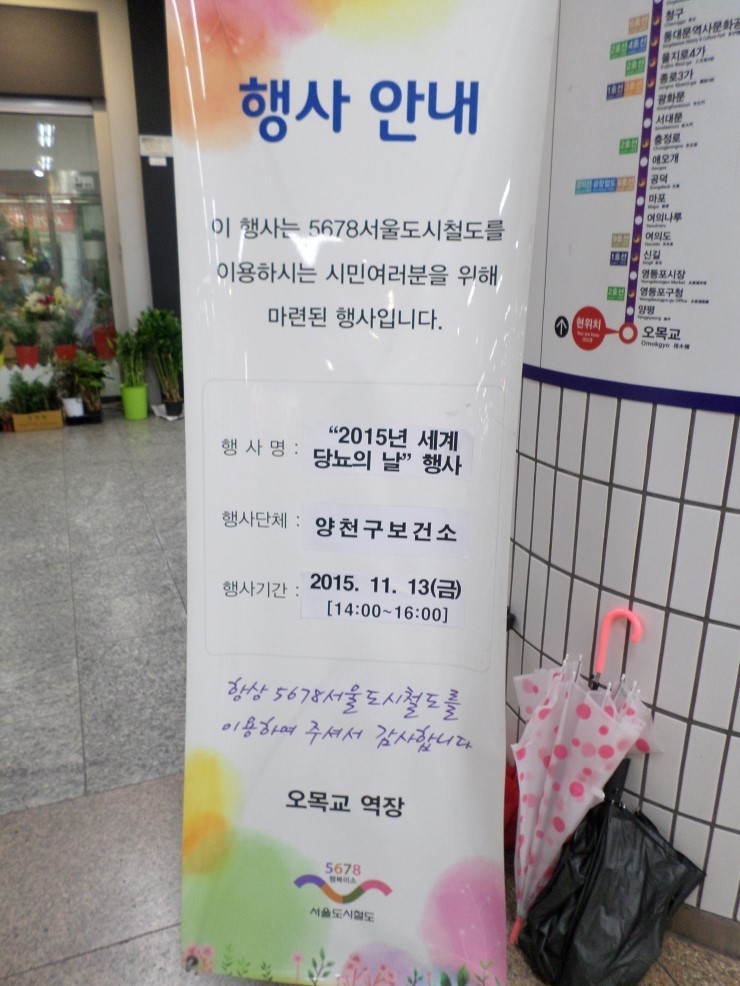 행사 안내
이 행사는 5678서울도시철도를
이용하시는 시민여러분을 위해
마련된 행사입니다.
행 사 명 : “2015년 세계
당뇨의 날” 행사
행사단체 : 양천구보건소
행사기간 : 2015. 11. 13(금)
[14:00~16:00]
항상 5678서울도시철도를
이용하여 주셔서 감사합니다
오목교 역장
5678
행복미소
서울도시철도
청구
동대문역사문화공
을지로4가
종로3가
광화문
서대문
충정로
애오개
공덕
마포
여의나루
여의도
신길
영등포시장
영등포구청
양평
현위치
오목교
Omokgyo